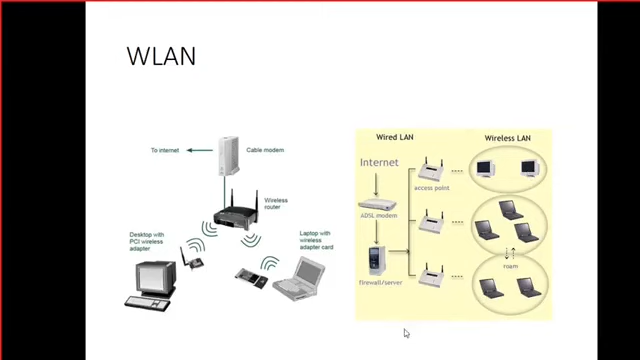 WLAN
To internet
Cable modem
Wireless
router
Desktop with
PCI wireless
adapter
Laptop with
wireless
adapter card
Wired LAN
Wireless LAN
Internet
access point
ADSL modem
roam
firewall/server